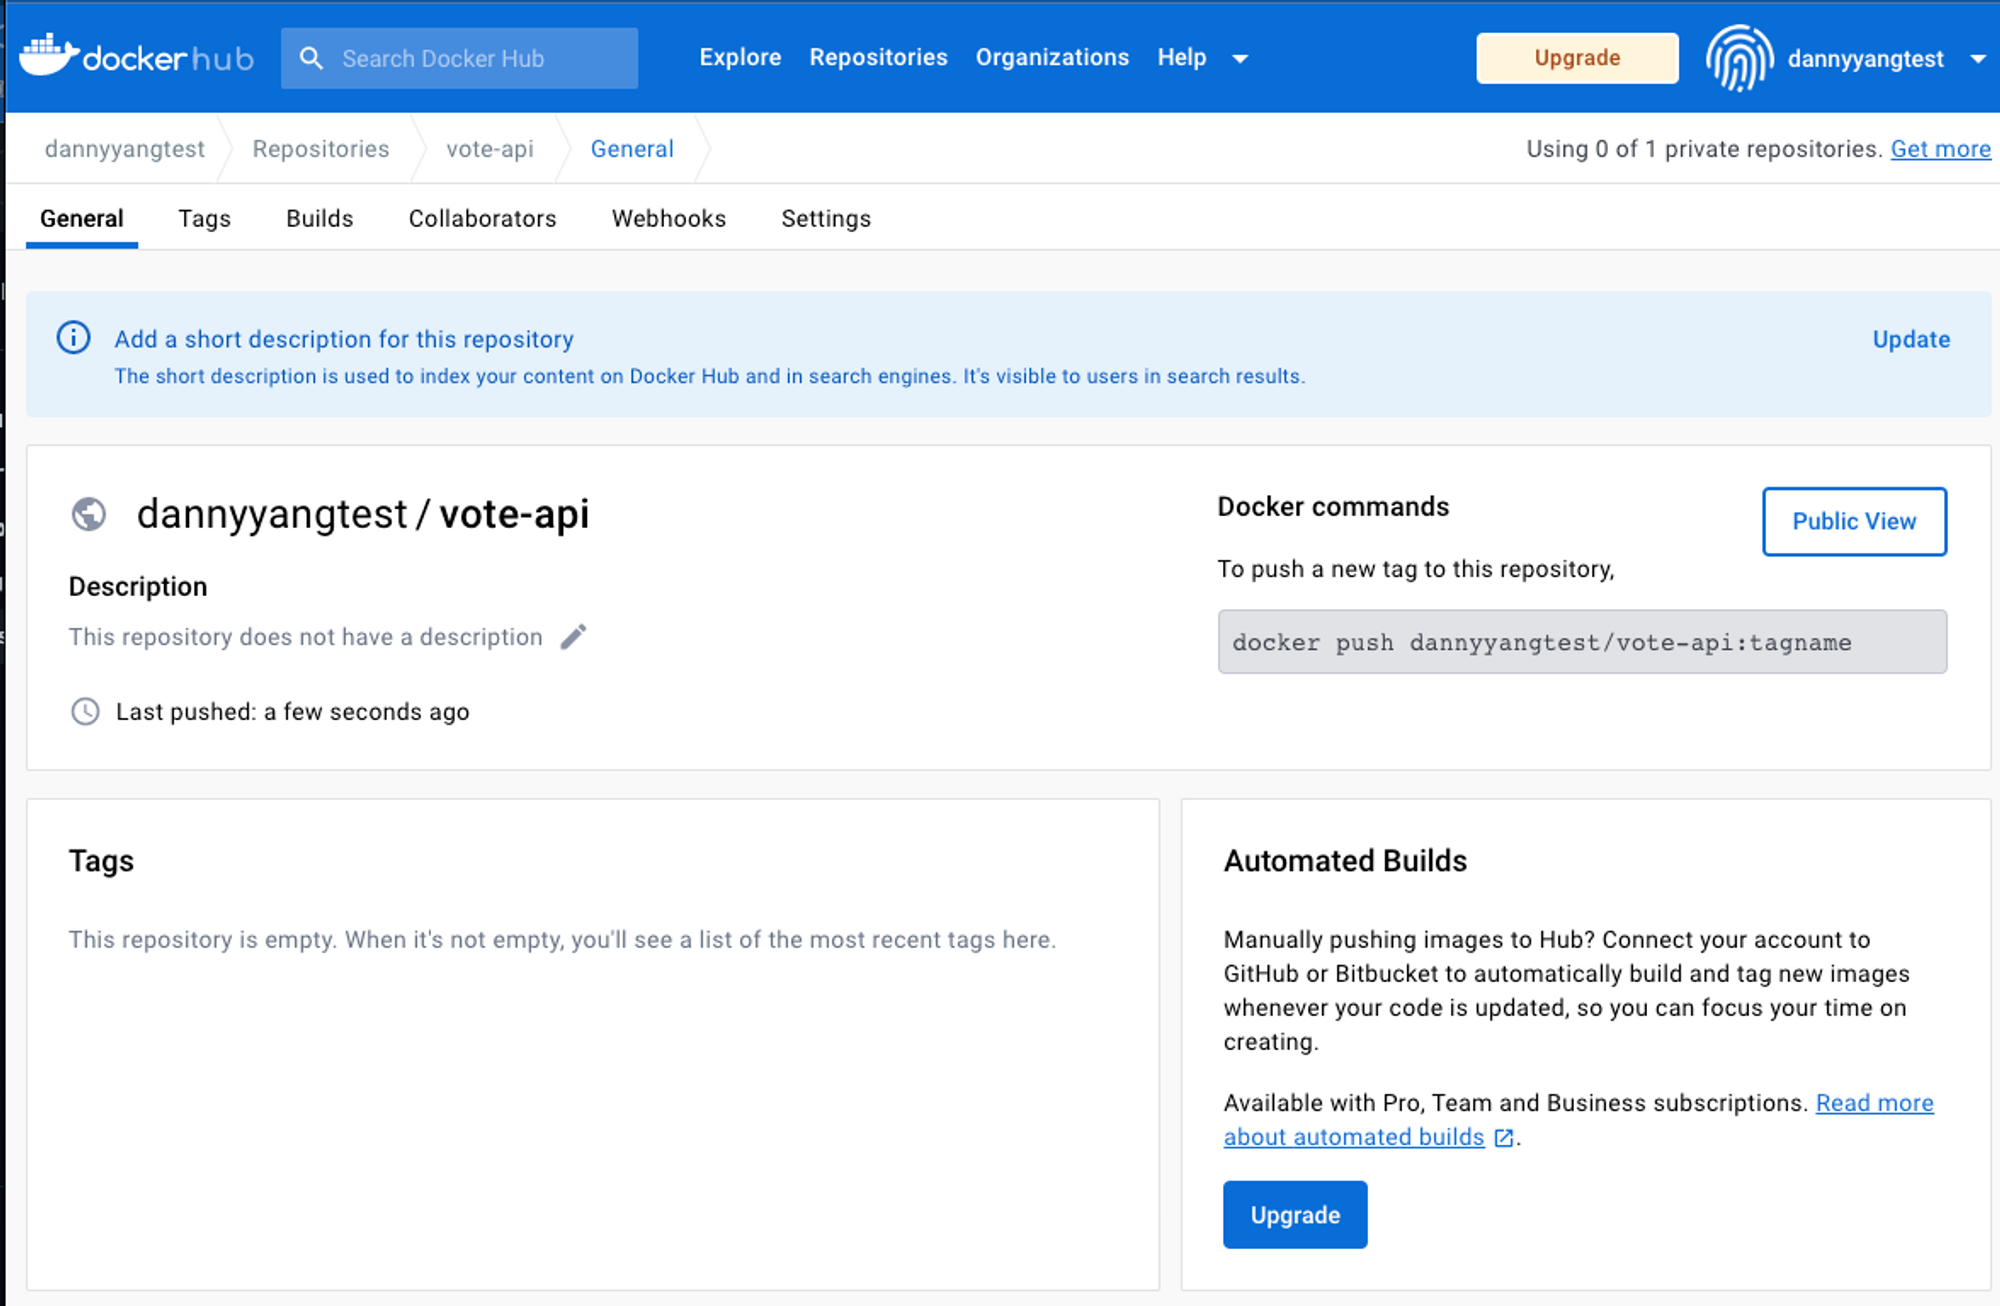 dockerhub
Search Docker Hub
Explore
Repositories
Organizations
Help
Upgrade
dannyyangtest
dannyyangtest
Repositories
vote-api
General
Using 0 of 1 private repositories. Get more
General
Tags
Builds
Collaborators
Webhooks
Settings
Add a short description for this repository
Update
The short description is used to index your content on Docker Hub and in search engines. It's visible to users in search results.
dannyyangtest / vote-api
Description
This repository does not have a description
Last pushed: a few seconds ago
Docker commands
Public View
To push a new tag to this repository,
docker push dannyyangtest/vote-api:tagname
Tags
This repository is empty. When it's not empty, you'll see a list of the most recent tags here.
Automated Builds
Manually pushing images to Hub? Connect your account to
GitHub or Bitbucket to automatically build and tag new images
whenever your code is updated, so you can focus your time on
creating.
Available with Pro, Team and Business subscriptions. Read more
about automated builds .
Upgrade